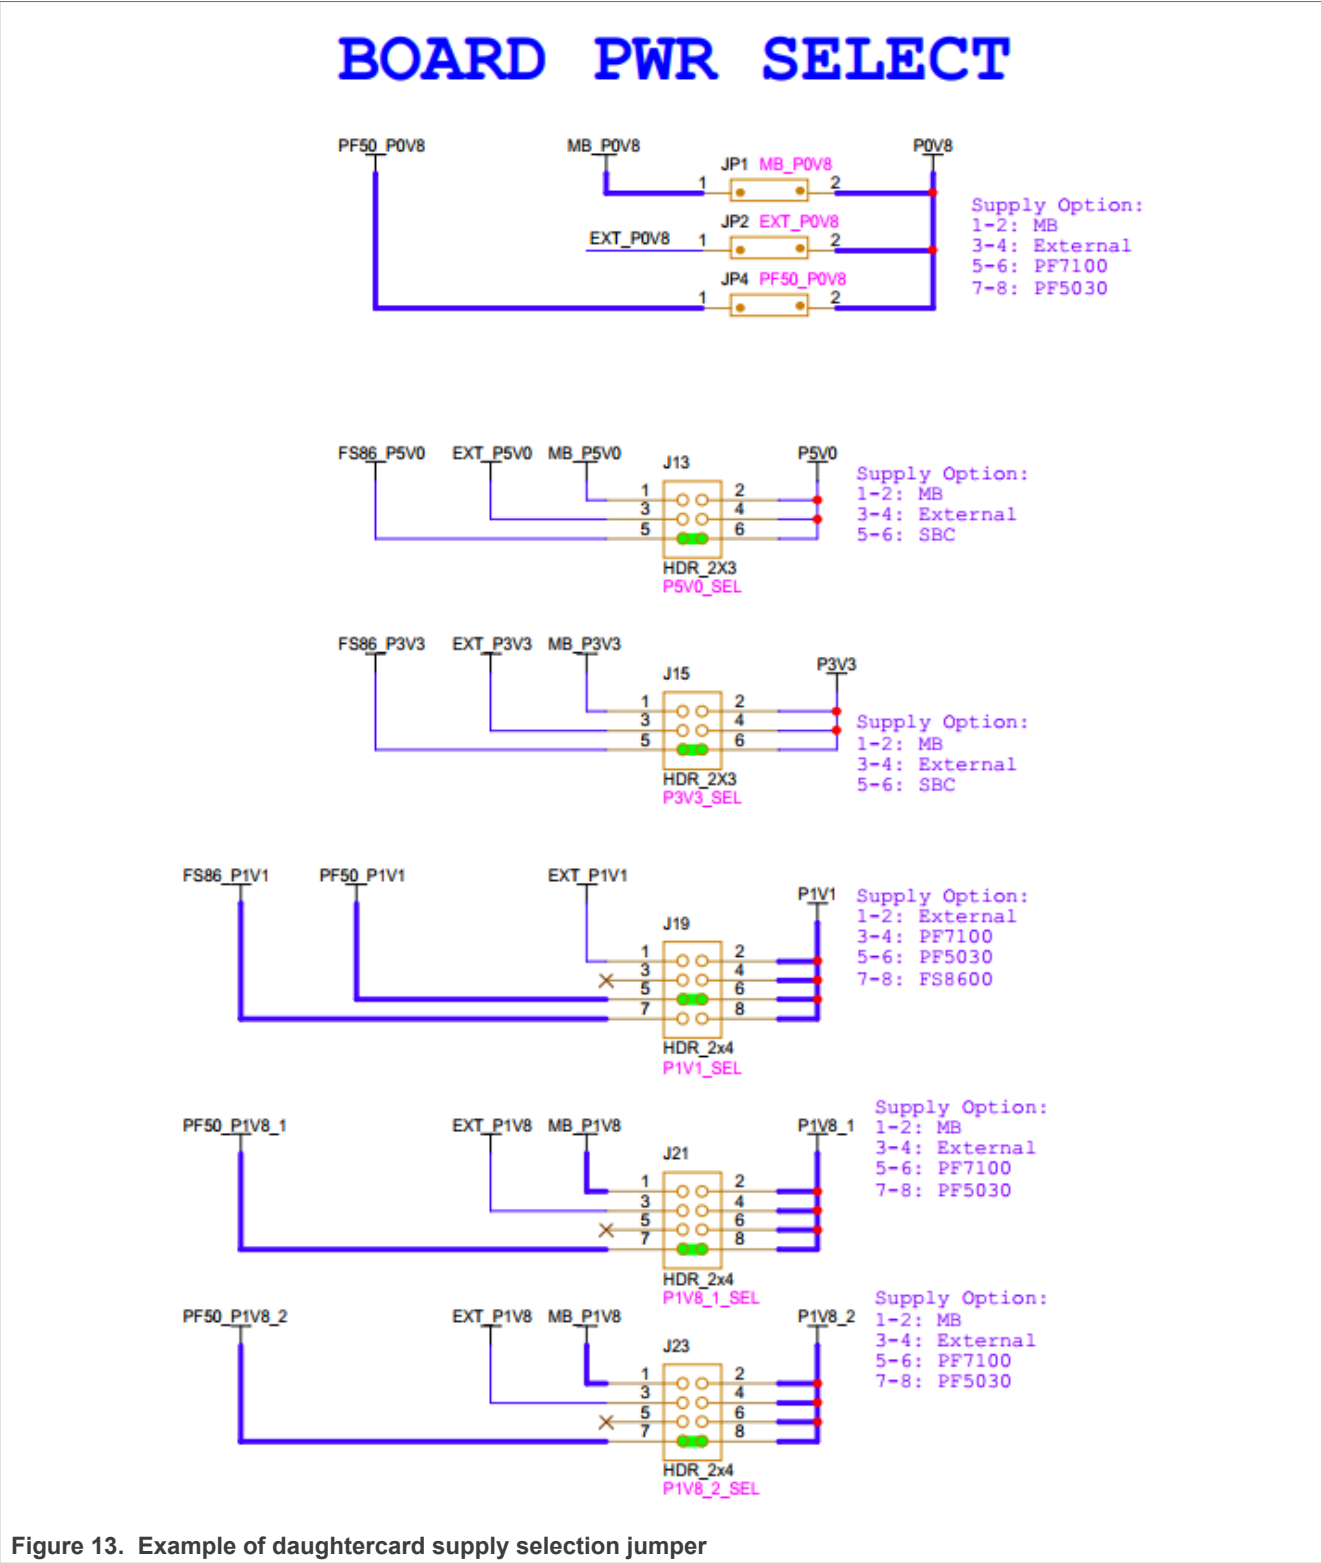 BOARD PWR SELECT
PF50_P0V8 MB_P0V8 P0V8
JP1 MB_P0V8
1 2
JP2 EXT_P0V8
EXT_P0V8 1 2
JP4 PF50_P0V8
1 2
Supply Option:
1-2: MB
3-4: External
5-6: PF7100
7-8: PF5030
FS86_P5V0 EXT_P5V0 MB_P5V0 P5V0
J13
1 2
3 4
5 6
HDR_2X3
P5V0_SEL
Supply Option:
1-2: MB
3-4: External
5-6: SBC
FS86_P3V3 EXT_P3V3 MB_P3V3 P3V3
J15
1 2
3 4
5 6
HDR_2X3
P3V3_SEL
Supply Option:
1-2: MB
3-4: External
5-6: SBC
FS86_P1V1 PF50_P1V1 EXT_P1V1 P1V1
J19
1 2
3 4
5 6
7 8
HDR_2x4
P1V1_SEL
Supply Option:
1-2: External
3-4: PF7100
5-6: PF5030
7-8: FS8600
PF50_P1V8_1 EXT_P1V8 MB_P1V8 P1V8_1
J21
1 2
3 4
5 6
7 8
HDR_2x4
P1V8_1_SEL
Supply Option:
1-2: MB
3-4: External
5-6: PF7100
7-8: PF5030
PF50_P1V8_2 EXT_P1V8 MB_P1V8 P1V8_2
J23
1 2
3 4
5 6
7 8
HDR_2x4
P1V8_2_SEL
Supply Option:
1-2: MB
3-4: External
5-6: PF7100
7-8: PF5030
Figure 13. Example of daughtercard supply selection jumper